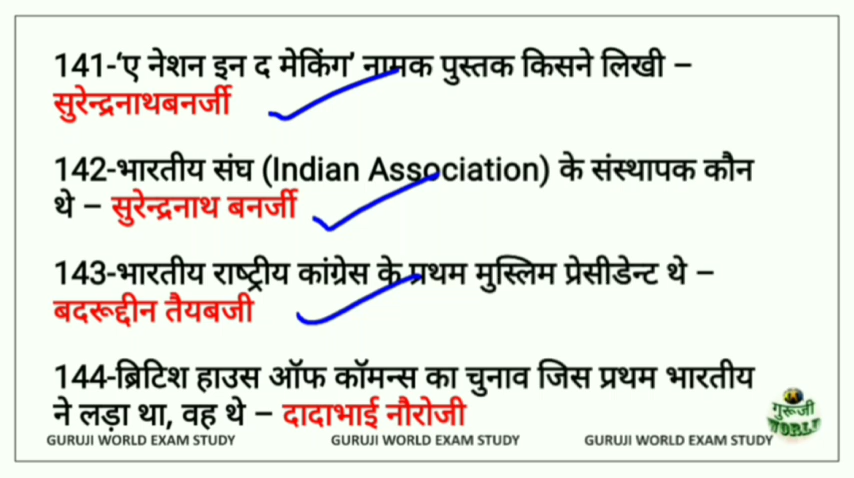 141-‘ए नेशन इन द मेकिंग’ नामक पुस्तक किसने लिखी –
सुरेन्द्रनाथबनर्जी
142-भारतीय संघ (Indian Association) के संस्थापक कौन
थे – सुरेन्द्रनाथ बनर्जी
143-भारतीय राष्ट्रीय कांग्रेस के प्रथम मुस्लिम प्रेसीडेन्ट थे –
बदरूद्दीन तैयबजी
144-ब्रिटिश हाउस ऑफ कॉमन्स का चुनाव जिस प्रथम भारतीय
ने लड़ा था, वह थे – दादाभाई नौरोजी
गुरूजी
WORLD
GURUJI WORLD EXAM STUDY GURUJI WORLD EXAM STUDY GURUJI WORLD EXAM STUDY